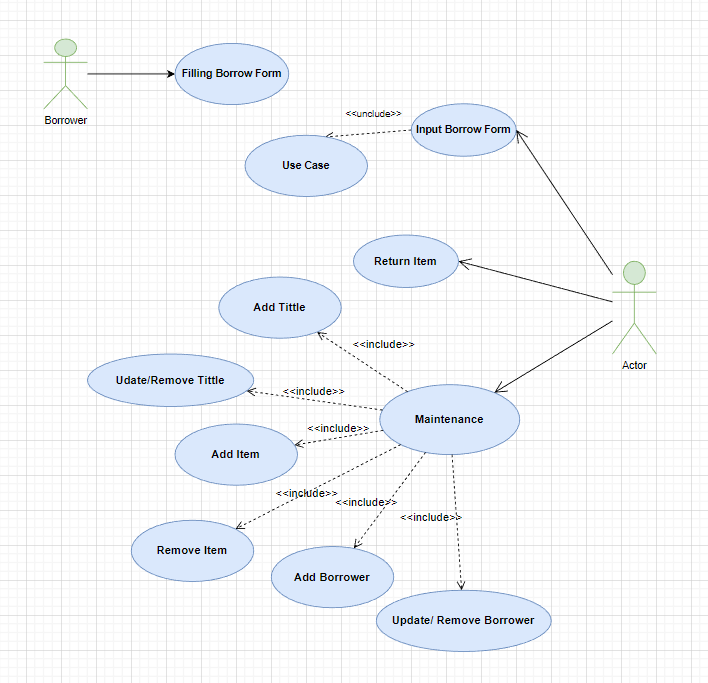 Filling Borrow Form
Borrower
<<unclude>>
Input Borrow Form
Use Case
Return Item
Add Tittle
<<include>>
Actor
Udate/Remove Tittle
<<include>>
Maintenance
<<include>>
Add Item
<<include>>
<<include>>
<<include>>
Remove Item
Add Borrower
Update/ Remove Borrower